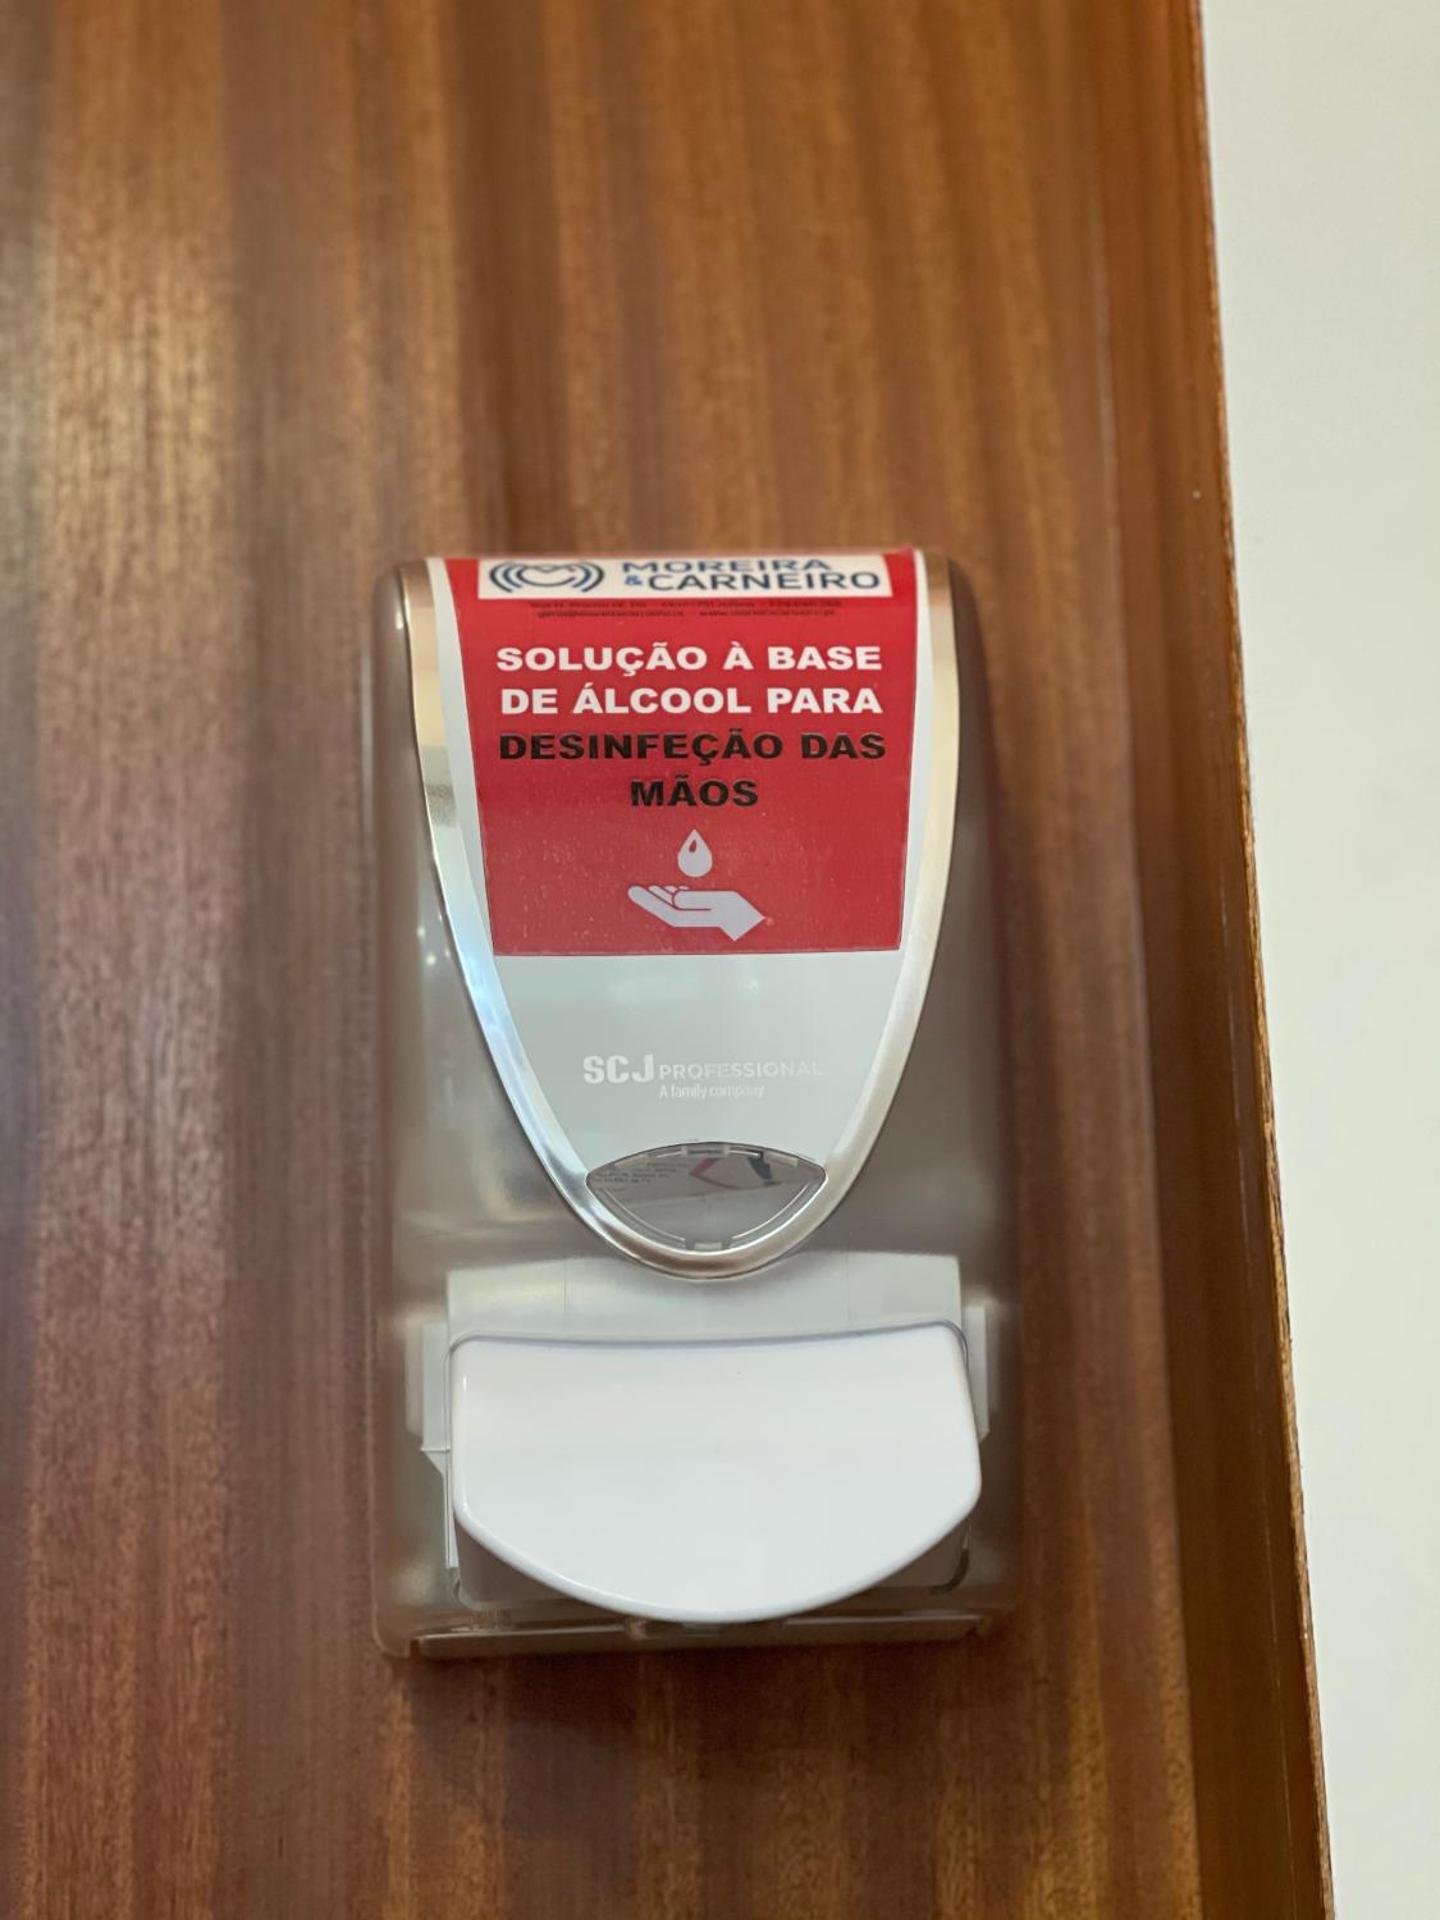 MOREIRA
& CARNEIRO
SOLUÇÃO À BASE
DE ÁLCOOL PARA
DESINFEÇÃO DAS
MÃOS
SCJ PROFESSIONAL
A family company